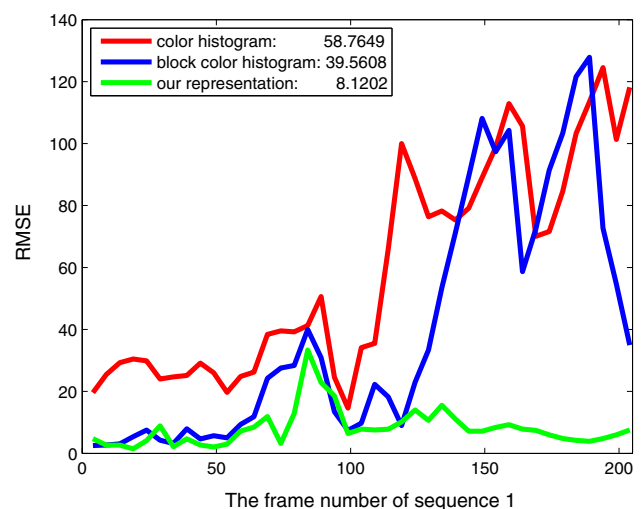 140
120
100
80
60
40
20
0
RMSE
color histogram: 58.7649
block color histogram: 39.5608
our representation: 8.1202
0 50 100 150 200
The frame number of sequence 1